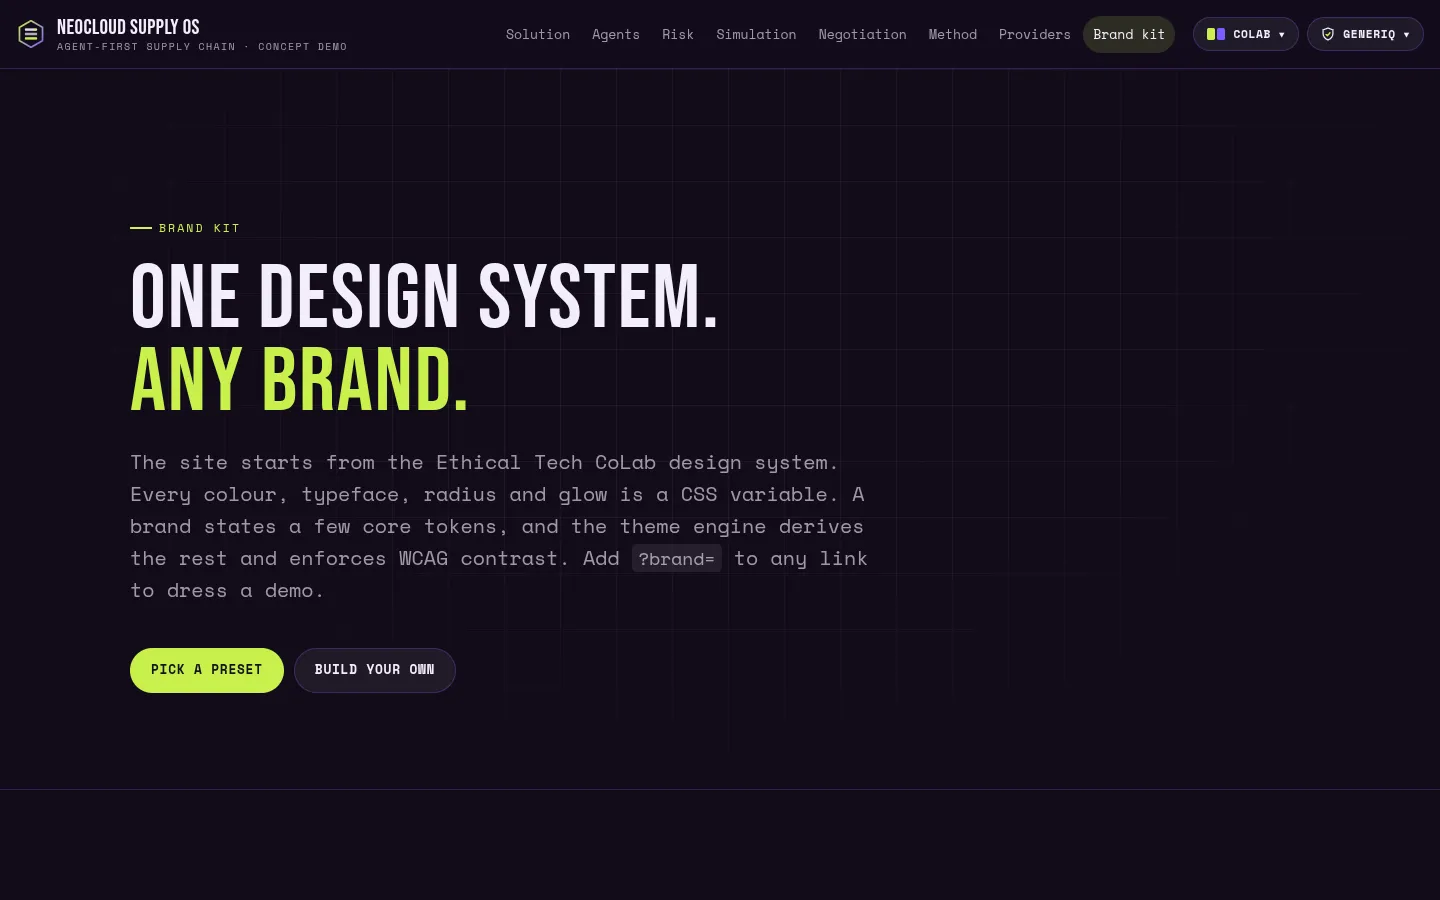 NEOCLOUD SUPPLY OS
AGENT-FIRST SUPPLY CHAIN · CONCEPT DEMO
Solution Agents Risk Simulation Negotiation Method Providers Brand kit COLAB ▾ GENERIQ ▾
BRAND KIT
ONE DESIGN SYSTEM.
ANY BRAND.
The site starts from the Ethical Tech CoLab design system.
Every colour, typeface, radius and glow is a CSS variable. A
brand states a few core tokens, and the theme engine derives
the rest and enforces WCAG contrast. Add ?brand= to any link
to dress a demo.
PICK A PRESET BUILD YOUR OWN